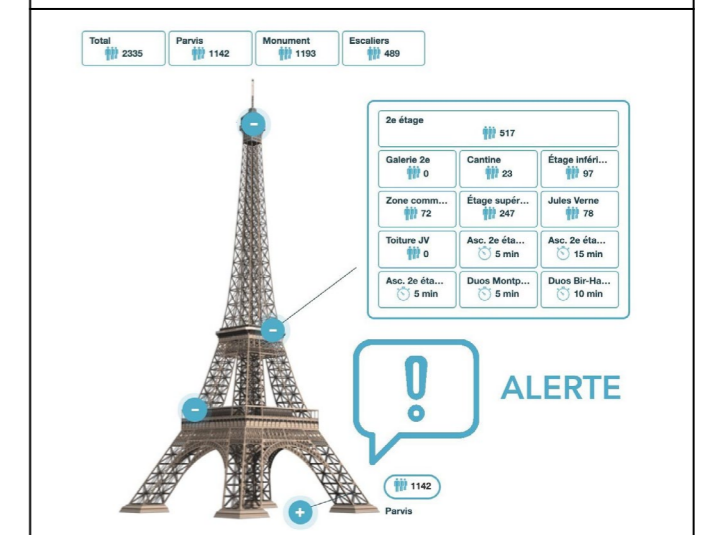 Total
2335
Parvis
1142
Monument
1193
Escaliers
489
2e étage
517
Galerie 2e
0
Cantine
23
Étage inféri...
97
Zone comm...
72
Étage supér...
247
Jules Verne
78
Toiture JV
0
Asc. 2e éta...
5 min
Asc. 2e éta...
15 min
Asc. 2e éta...
5 min
Duos Montp...
5 min
Duos Bir-Ha...
10 min
!
ALERTE
1142
Parvis